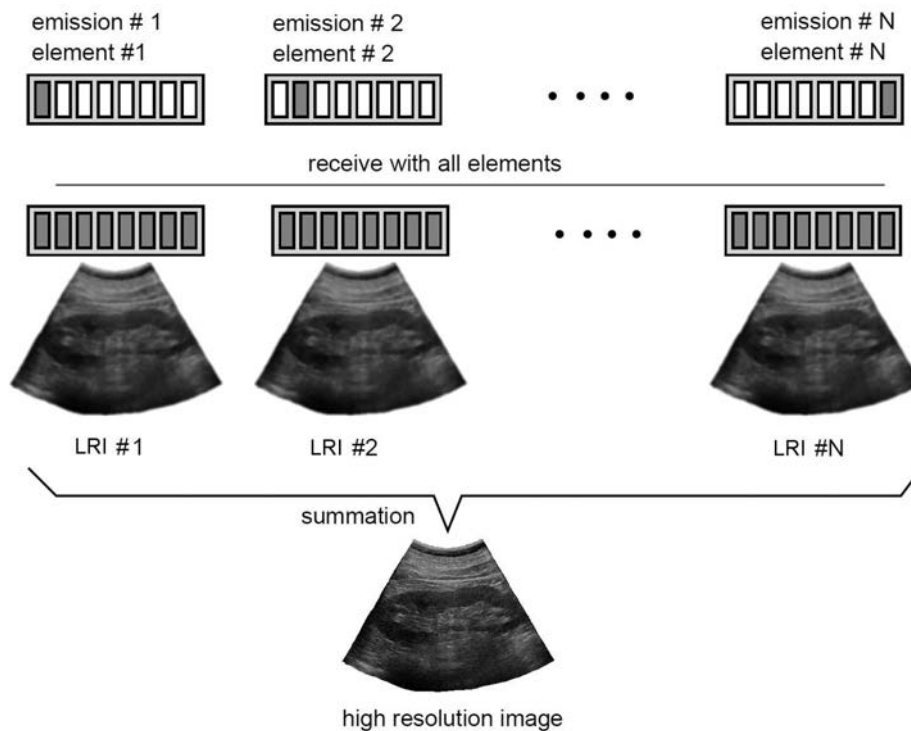 emission # 1
element #1
emission # 2
element # 2
emission # N
element # N
receive with all elements
LRI #1
LRI #2
LRI #N
summation
high resolution image